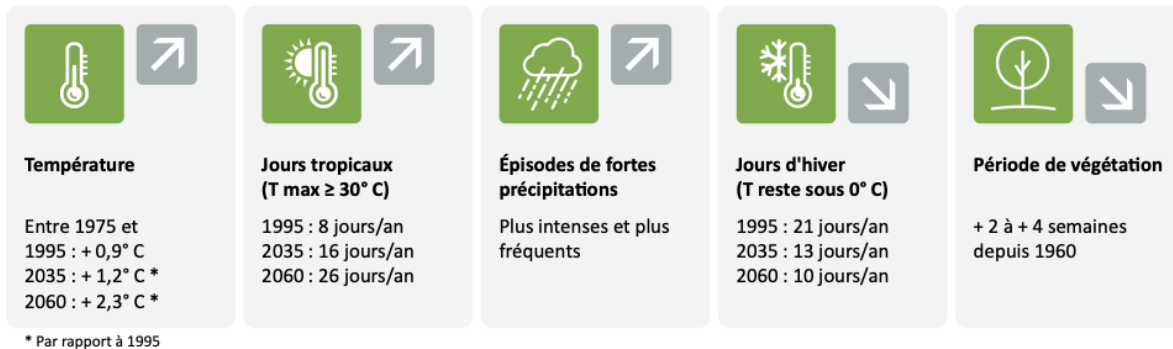 Température
Entre 1975 et
1995 : + 0,9° C
2035 : + 1,2° C *
2060 : + 2,3° C *
* Par rapport à 1995
Jours tropicaux
(T max ≥ 30° C)
1995 : 8 jours/an
2035 : 16 jours/an
2060 : 26 jours/an
Épisodes de fortes
précipitations
Plus intenses et plus
fréquents
Jours d'hiver
(T reste sous 0° C)
1995 : 21 jours/an
2035 : 13 jours/an
2060 : 10 jours/an
Période de végétation
+ 2 à + 4 semaines
depuis 1960